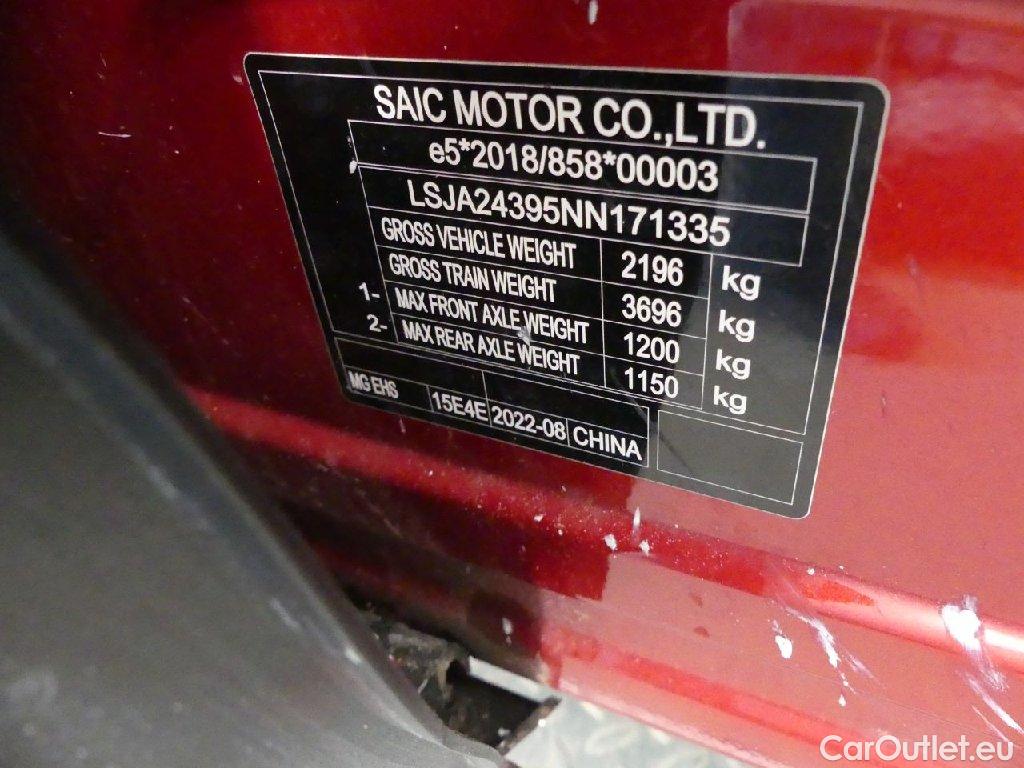 SAIC MOTOR CO.,LTD.
e5*2018/858*00003
LSJA24395NN171335
GROSS VEHICLE WEIGHT 2196 kg
GROSS TRAIN WEIGHT 3696 kg
1- MAX FRONT AXLE WEIGHT 1200 kg
2- MAX REAR AXLE WEIGHT 1150 kg
MG EHS 15E4E 2022-08 CHINA
CarOutlet.eu